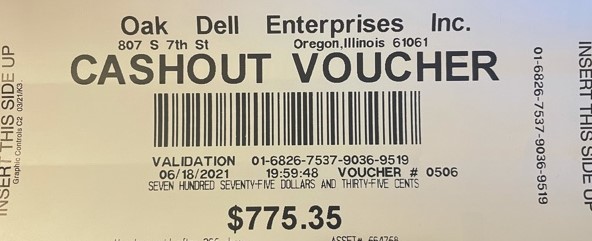 Oak Dell Enterprises Inc.
807 S 7th St Oregon,Illinois 61061
CASHOUT VOUCHER
INSERT THIS SIDE UP
Graphic Controls C2 03/21/K3.
VALIDATION 01-6826-7537-9036-9519
06/18/2021 19:59:48 VOUCHER # 0506
SEVEN HUNDRED SEVENTY-FIVE DOLLARS AND THIRTY-FIVE CENTS
$775.35
ASSET#
01-6826-7537-9036-9519
INSERT THIS SIDE UP